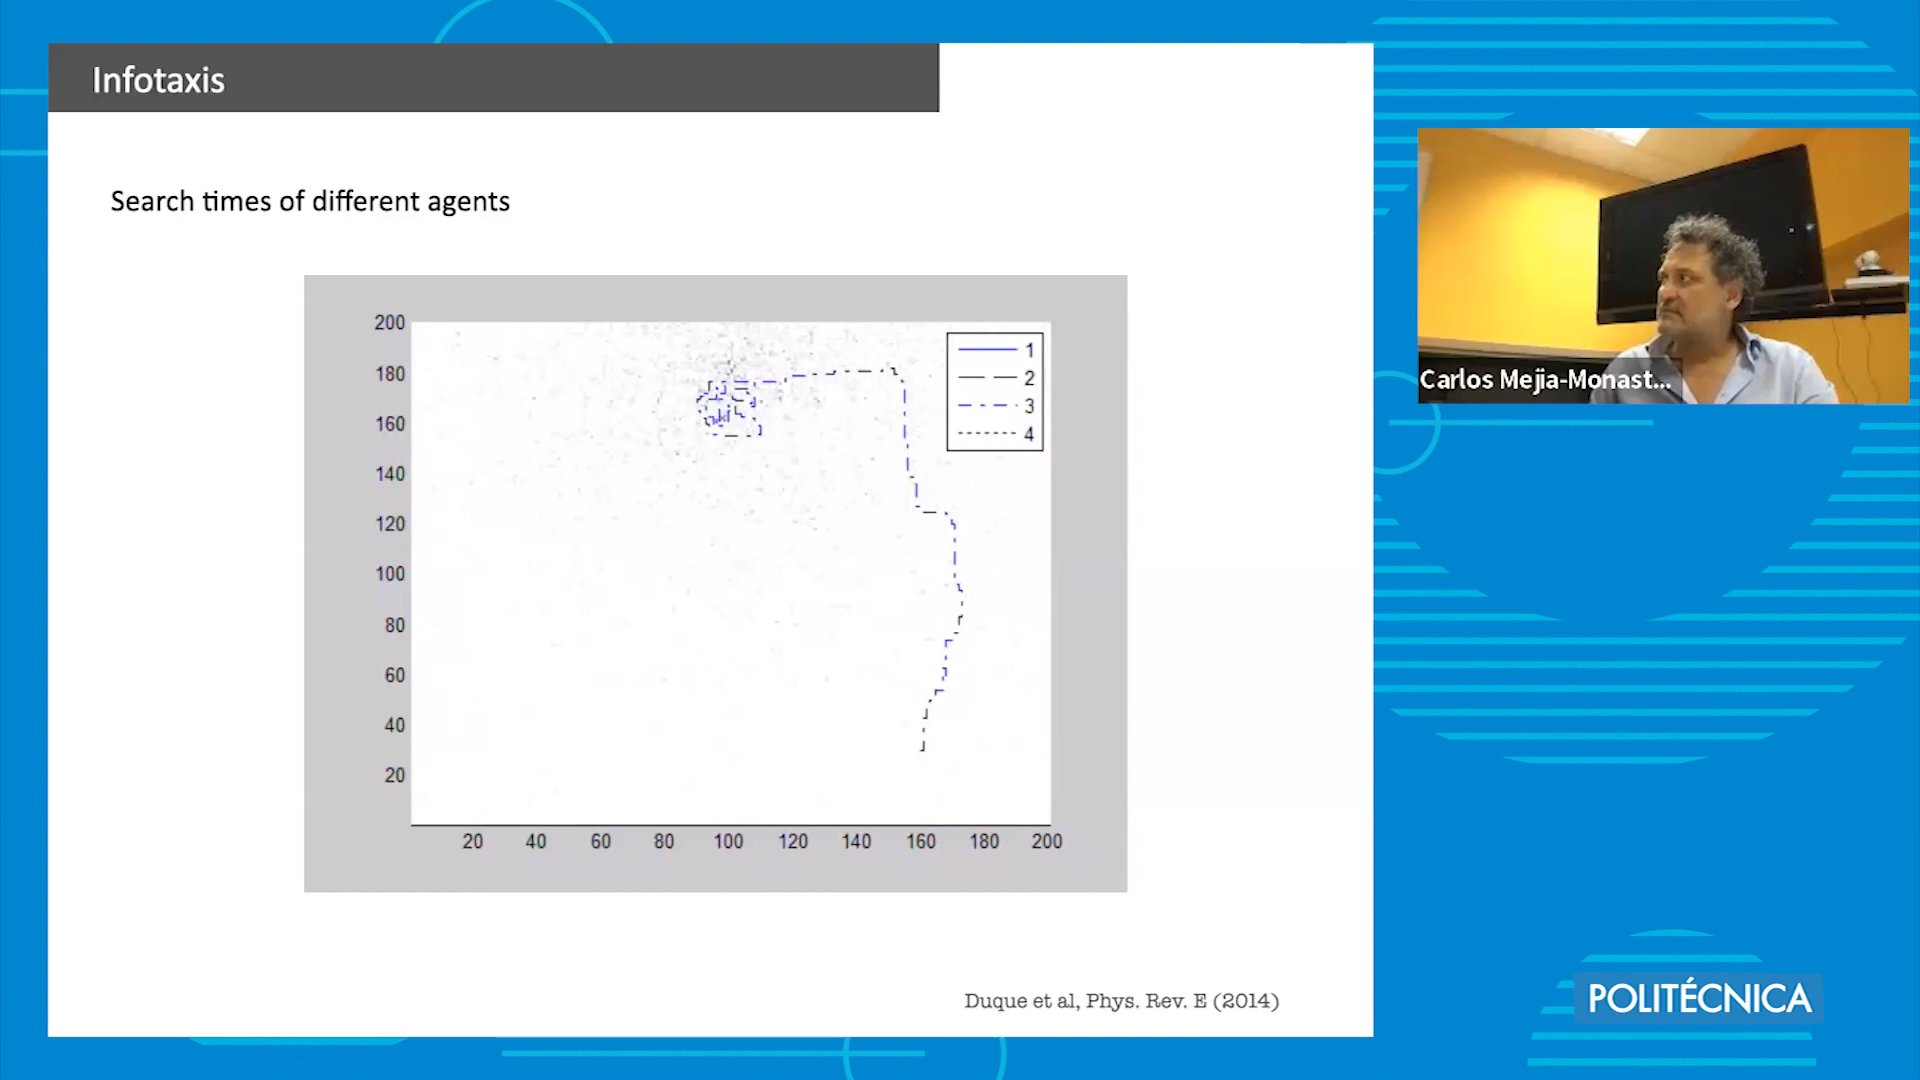 Infotaxis
Search times of different agents
200
180
160
140
120
100
80
60
40
20
20 40 60 80 100 120 140 160 180 200
1
2
3
4
Duque et al, Phys. Rev. E (2014)
Carlos Mejia-Monast...
POLITÉCNICA